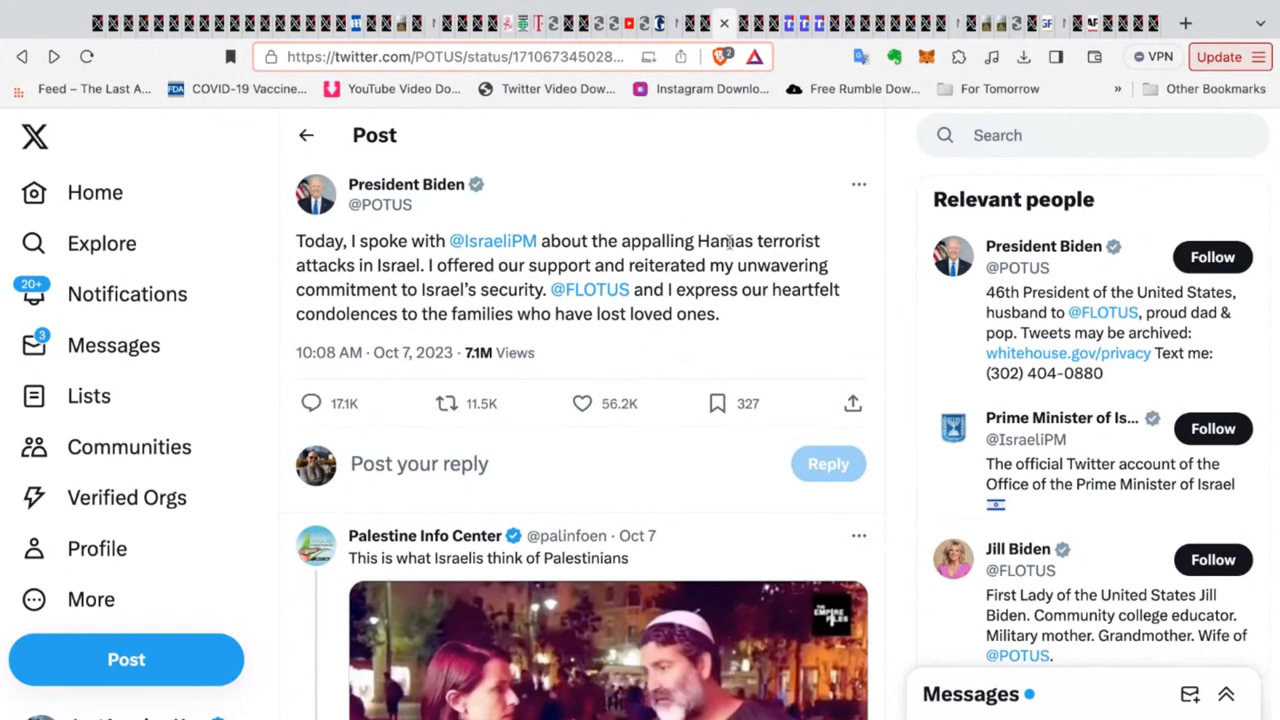 https://twitter.com/POTUS/status/171067345028...
2
VPN
Update
Feed – The Last A...
FDA
COVID-19 Vaccine...
YouTube Video Do...
Twitter Video Dow...
Instagram Downlo...
Free Rumble Dow...
For Tomorrow
»
Other Bookmarks
X
Home
Explore
20+
Notifications
3
Messages
Lists
Communities
Verified Orgs
Profile
More
Post
Post
President Biden
@POTUS
Today, I spoke with @IsraeliPM about the appalling Hamas terrorist
attacks in Israel. I offered our support and reiterated my unwavering
commitment to Israel’s security. @FLOTUS and I express our heartfelt
condolences to the families who have lost loved ones.
10:08 AM · Oct 7, 2023 · 7.1M Views
17.1K
11.5K
56.2K
327
Post your reply
Reply
Palestine Info Center @palinfoen · Oct 7
This is what Israelis think of Palestinians
THE
EMPIRE
FILES
Search
Relevant people
President Biden
@POTUS
Follow
46th President of the United States,
husband to @FLOTUS, proud dad &
pop. Tweets may be archived:
whitehouse.gov/privacy Text me:
(302) 404-0880
Prime Minister of Is...
@IsraeliPM
Follow
The official Twitter account of the
Office of the Prime Minister of Israel
Jill Biden
@FLOTUS
Follow
First Lady of the United States Jill
Biden. Community college educator.
Military mother. Grandmother. Wife of
@POTUS.
Messages